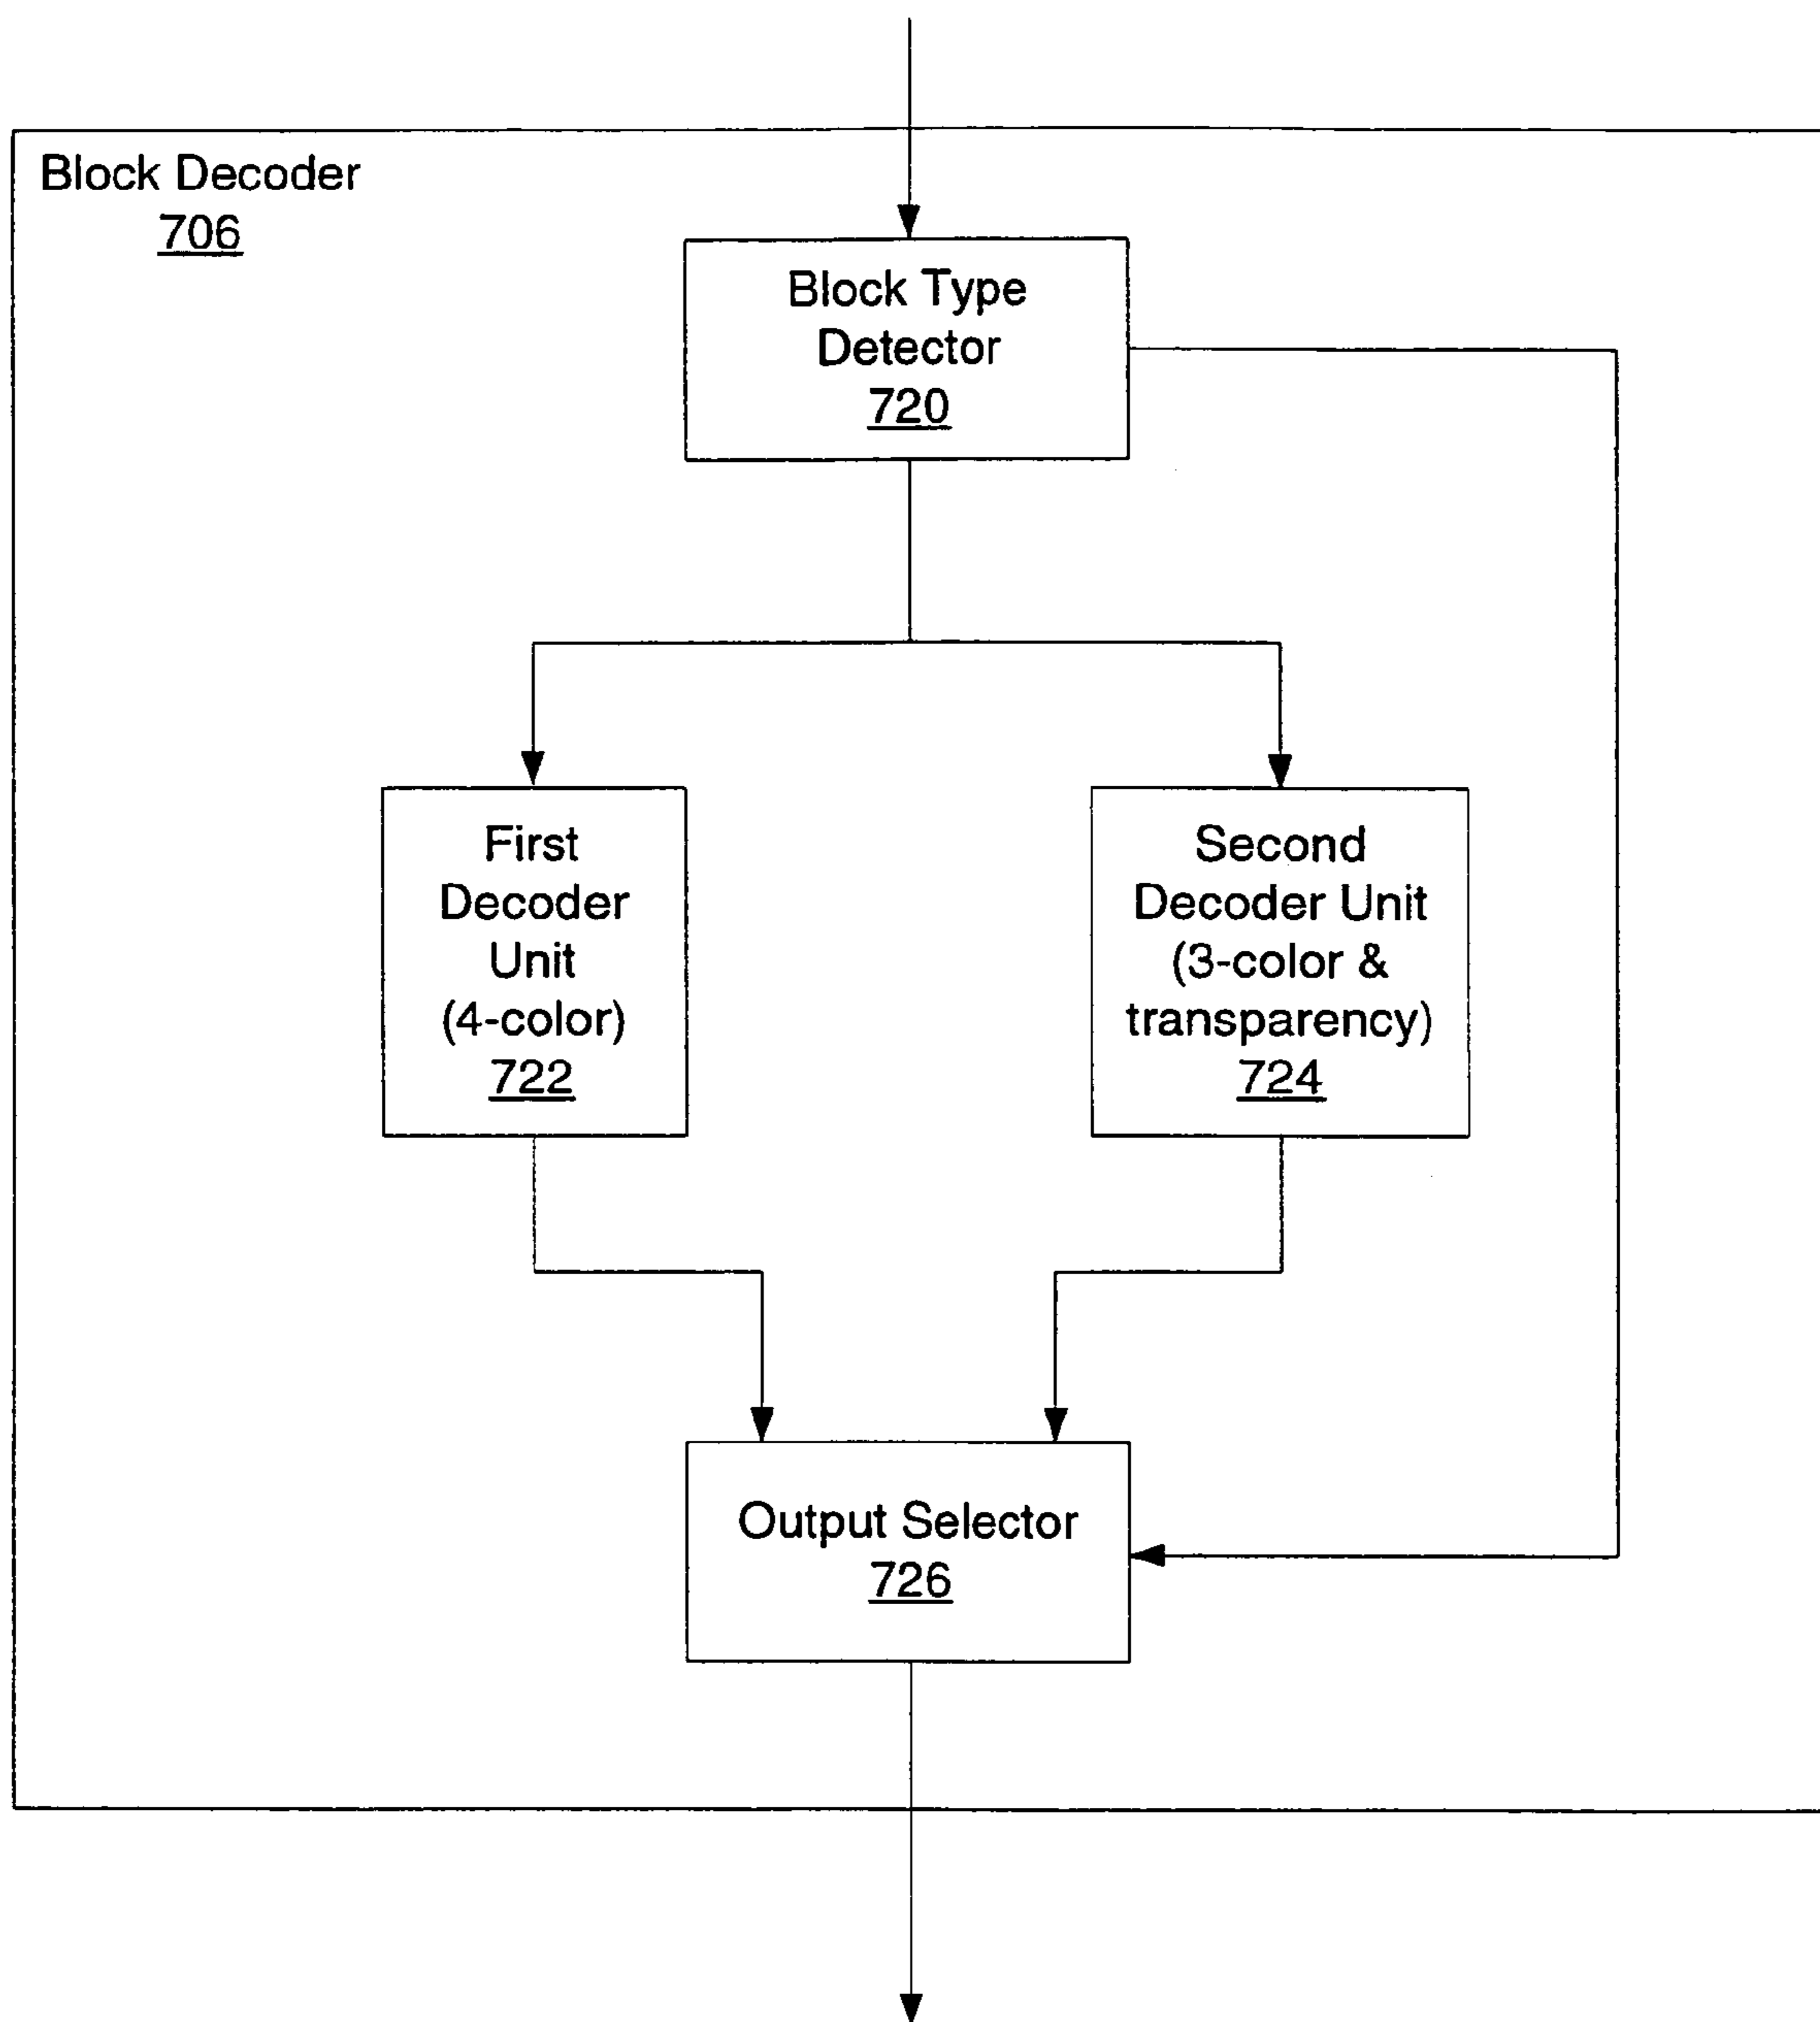 Block Decoder
706
Block Type
Detector
720
First
Decoder
Unit
(4-color)
722
Second
Decoder Unit
(3-color &
transparency)
724
Output Selector
726